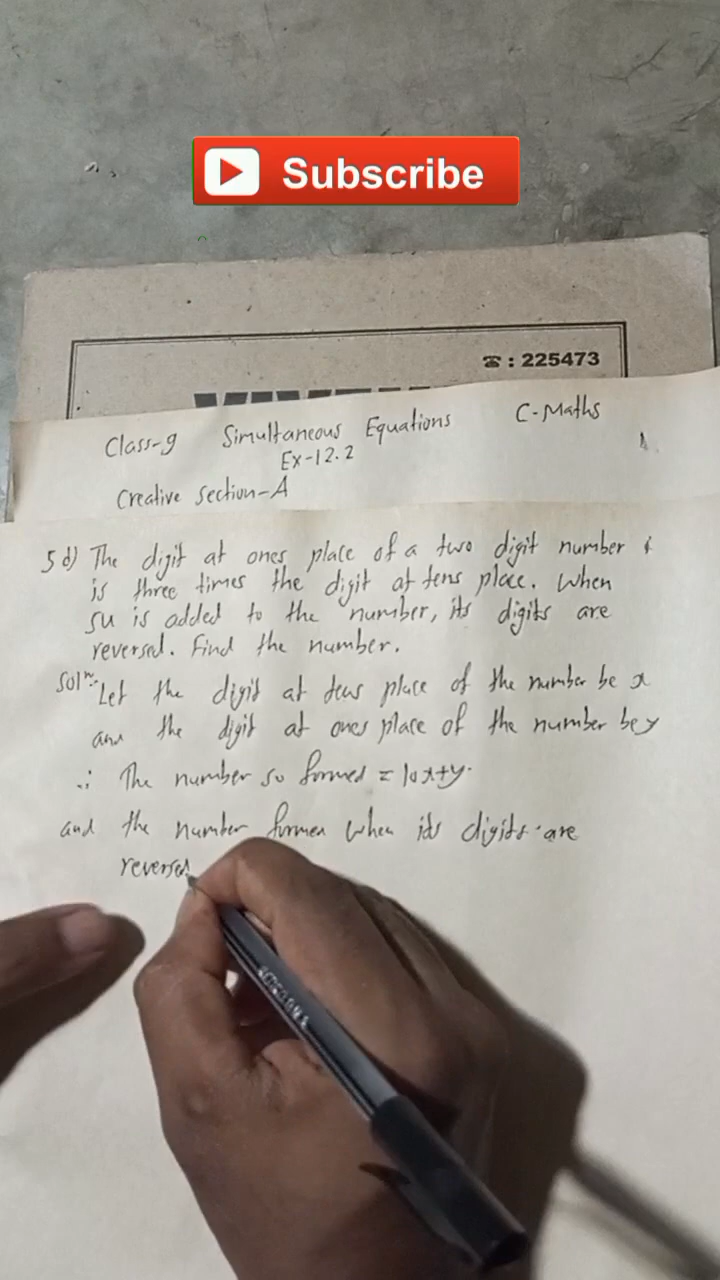 Subscribe
☎ : 225473
Class-9 Simultaneous Equations C-Maths
Ex-12.2
Creative Section-A
5 d) The digit at ones place of a two digit number
is three times the digit at tens place. When
54 is added to the number, its digits are
reversed. Find the number.
Solⁿ. Let the digit at tens place of the number be x
and the digit at ones place of the number be y
∴ The number so formed = 10x+y.
and the number formed when its digits are
reversed